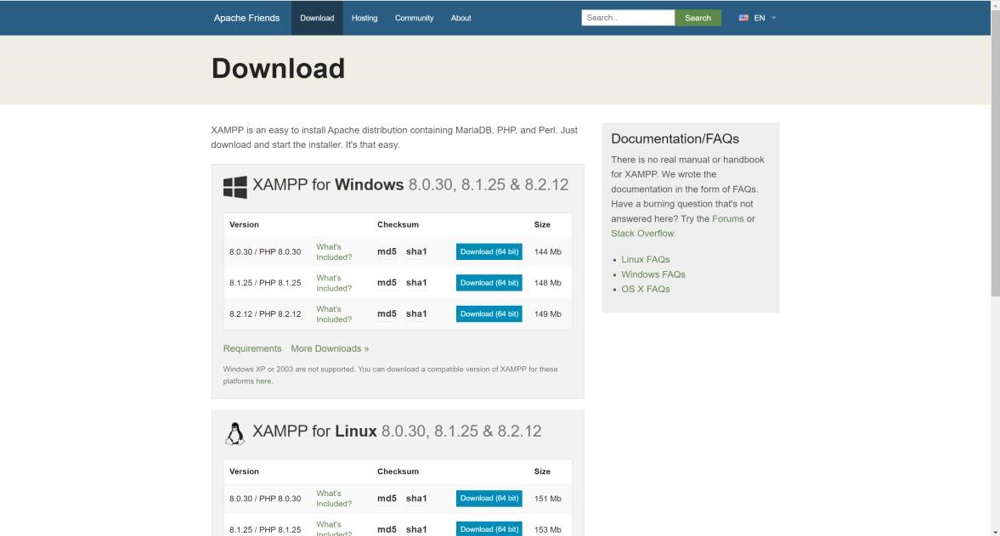 Apache Friends Download Hosting Community About Search.. Search EN
Download
XAMPP is an easy to install Apache distribution containing MariaDB, PHP, and Perl. Just
download and start the installer. It's that easy.
XAMPP for Windows 8.0.30, 8.1.25 & 8.2.12
Version Checksum Size
8.0.30 / PHP 8.0.30 What's Included? md5 sha1 Download (64 bit) 144 Mb
8.1.25 / PHP 8.1.25 What's Included? md5 sha1 Download (64 bit) 148 Mb
8.2.12 / PHP 8.2.12 What's Included? md5 sha1 Download (64 bit) 149 Mb
Requirements More Downloads »
Windows XP or 2003 are not supported. You can download a compatible version of XAMPP for these
platforms here.
XAMPP for Linux 8.0.30, 8.1.25 & 8.2.12
Version Checksum Size
8.0.30 / PHP 8.0.30 What's Included? md5 sha1 Download (64 bit) 151 Mb
8.1.25 / PHP 8.1.25 What's Included? md5 sha1 Download (64 bit) 153 Mb
Documentation/FAQs
There is no real manual or handbook
for XAMPP. We wrote the
documentation in the form of FAQs.
Have a burning question that's not
answered here? Try the Forums or
Stack Overflow.
• Linux FAQs
• Windows FAQs
• OS X FAQs